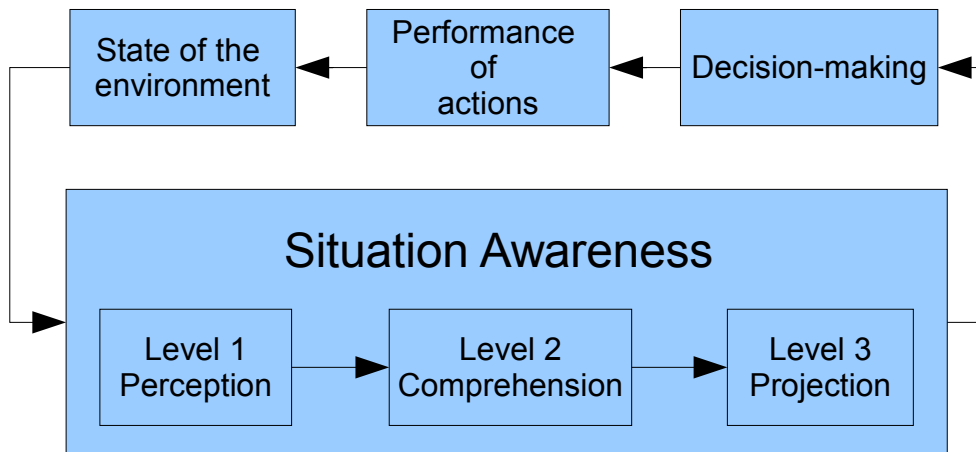 State of the
environment
Performance
of
actions
Decision-making
Situation Awareness
Level 1
Perception
Level 2
Comprehension
Level 3
Projection